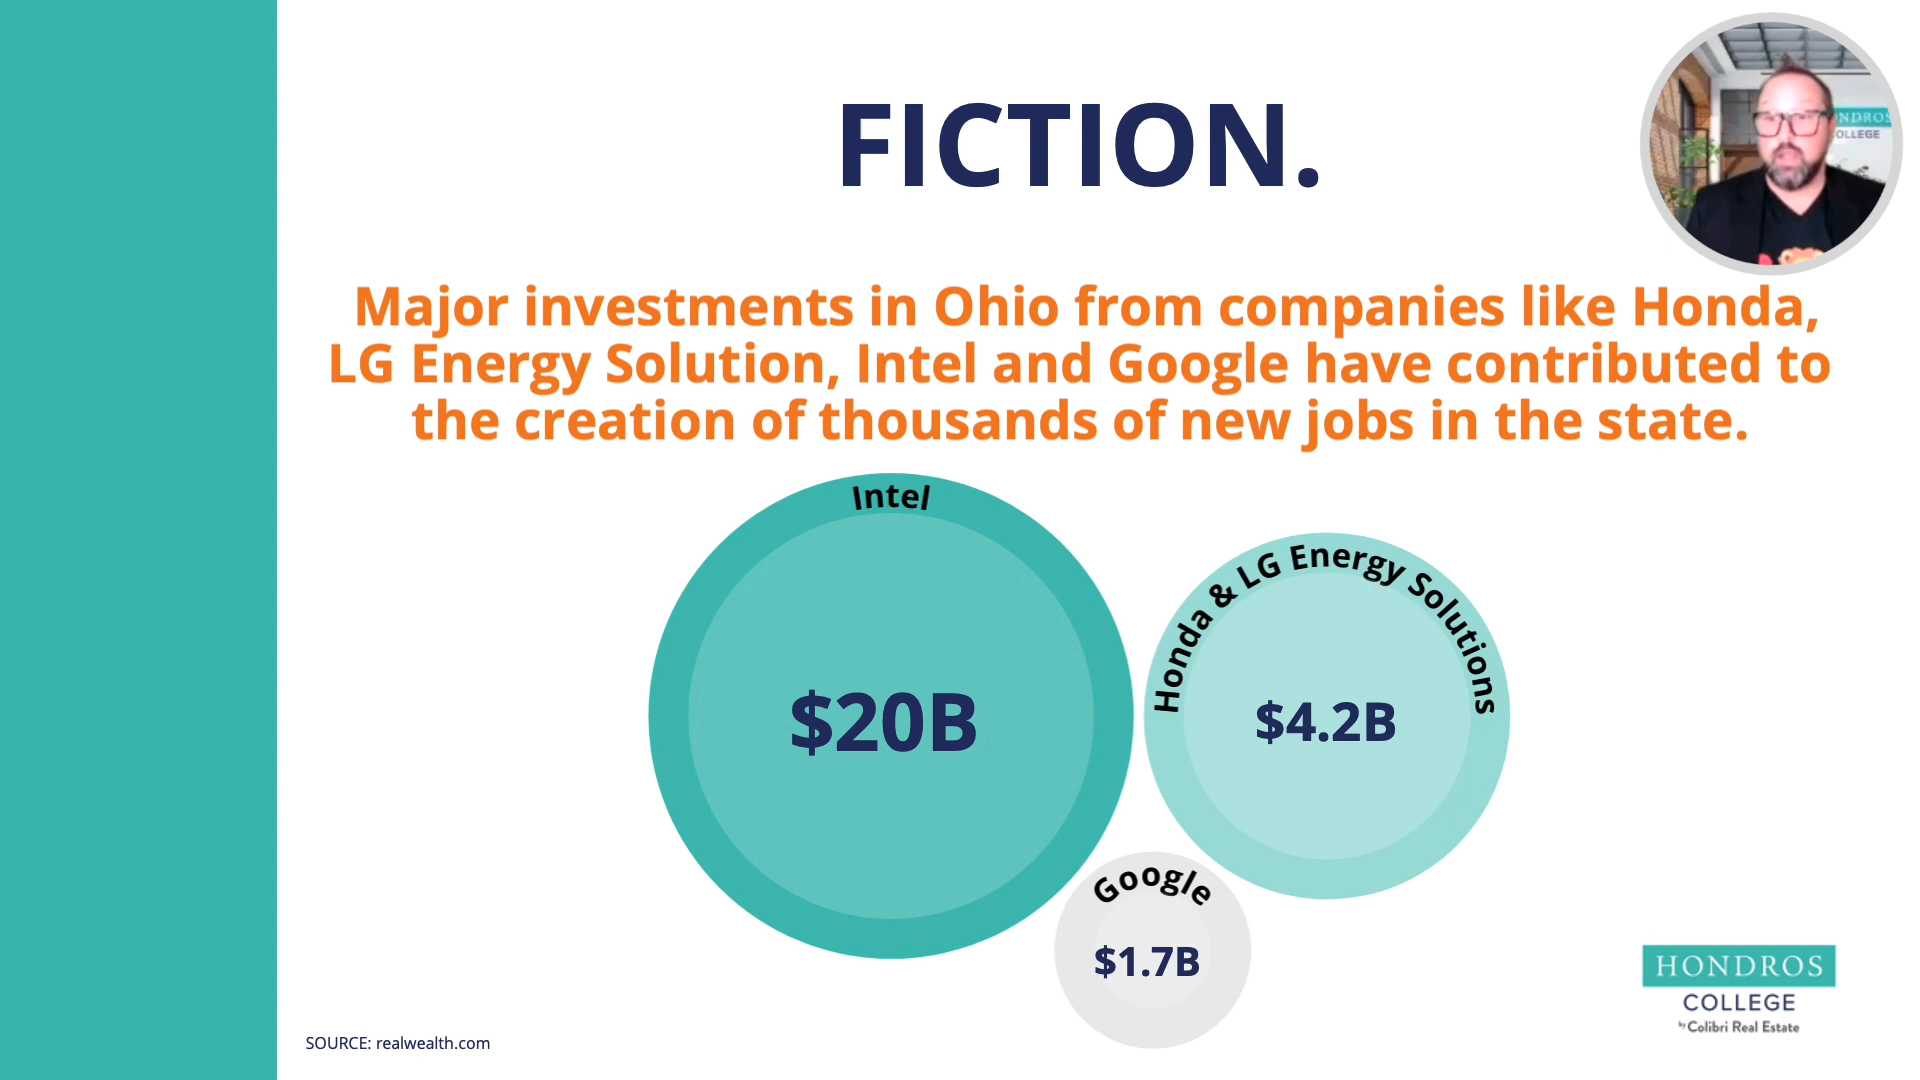 FICTION.
NDROS
OLLEGE
Major investments in Ohio from companies like Honda,
LG Energy Solution, Intel and Google have contributed to
the creation of thousands of new jobs in the state.
Intel
$20B
Honda & LG Energy Solutions
$4.2B
Google
$1.7B
HONDROS
COLLEGE
by Colibri Real Estate
SOURCE: realwealth.com